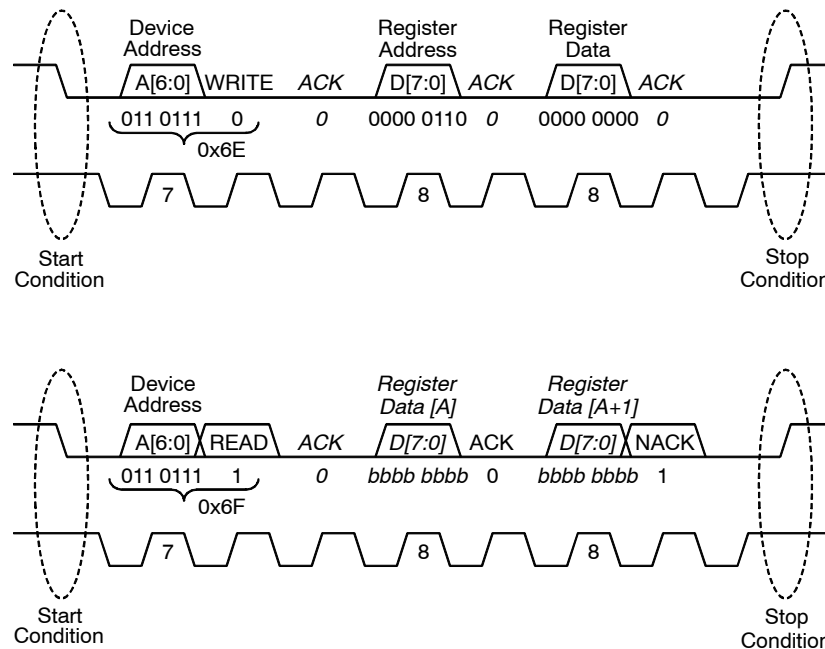 Device Register Register
Address Address Data
A[6:0] WRITE ACK D[7:0] ACK D[7:0] ACK
011 0111 0 0 0000 0110 0 0000 0000 0
0x6E
7 8 8
Start Stop
Condition Condition
Device Register Register
Address Data [A] Data [A+1]
A[6:0] READ ACK D[7:0] ACK D[7:0] NACK
011 0111 1 0 bbbb bbbb 0 bbbb bbbb 1
0x6F
7 8 8
Start Stop
Condition Condition